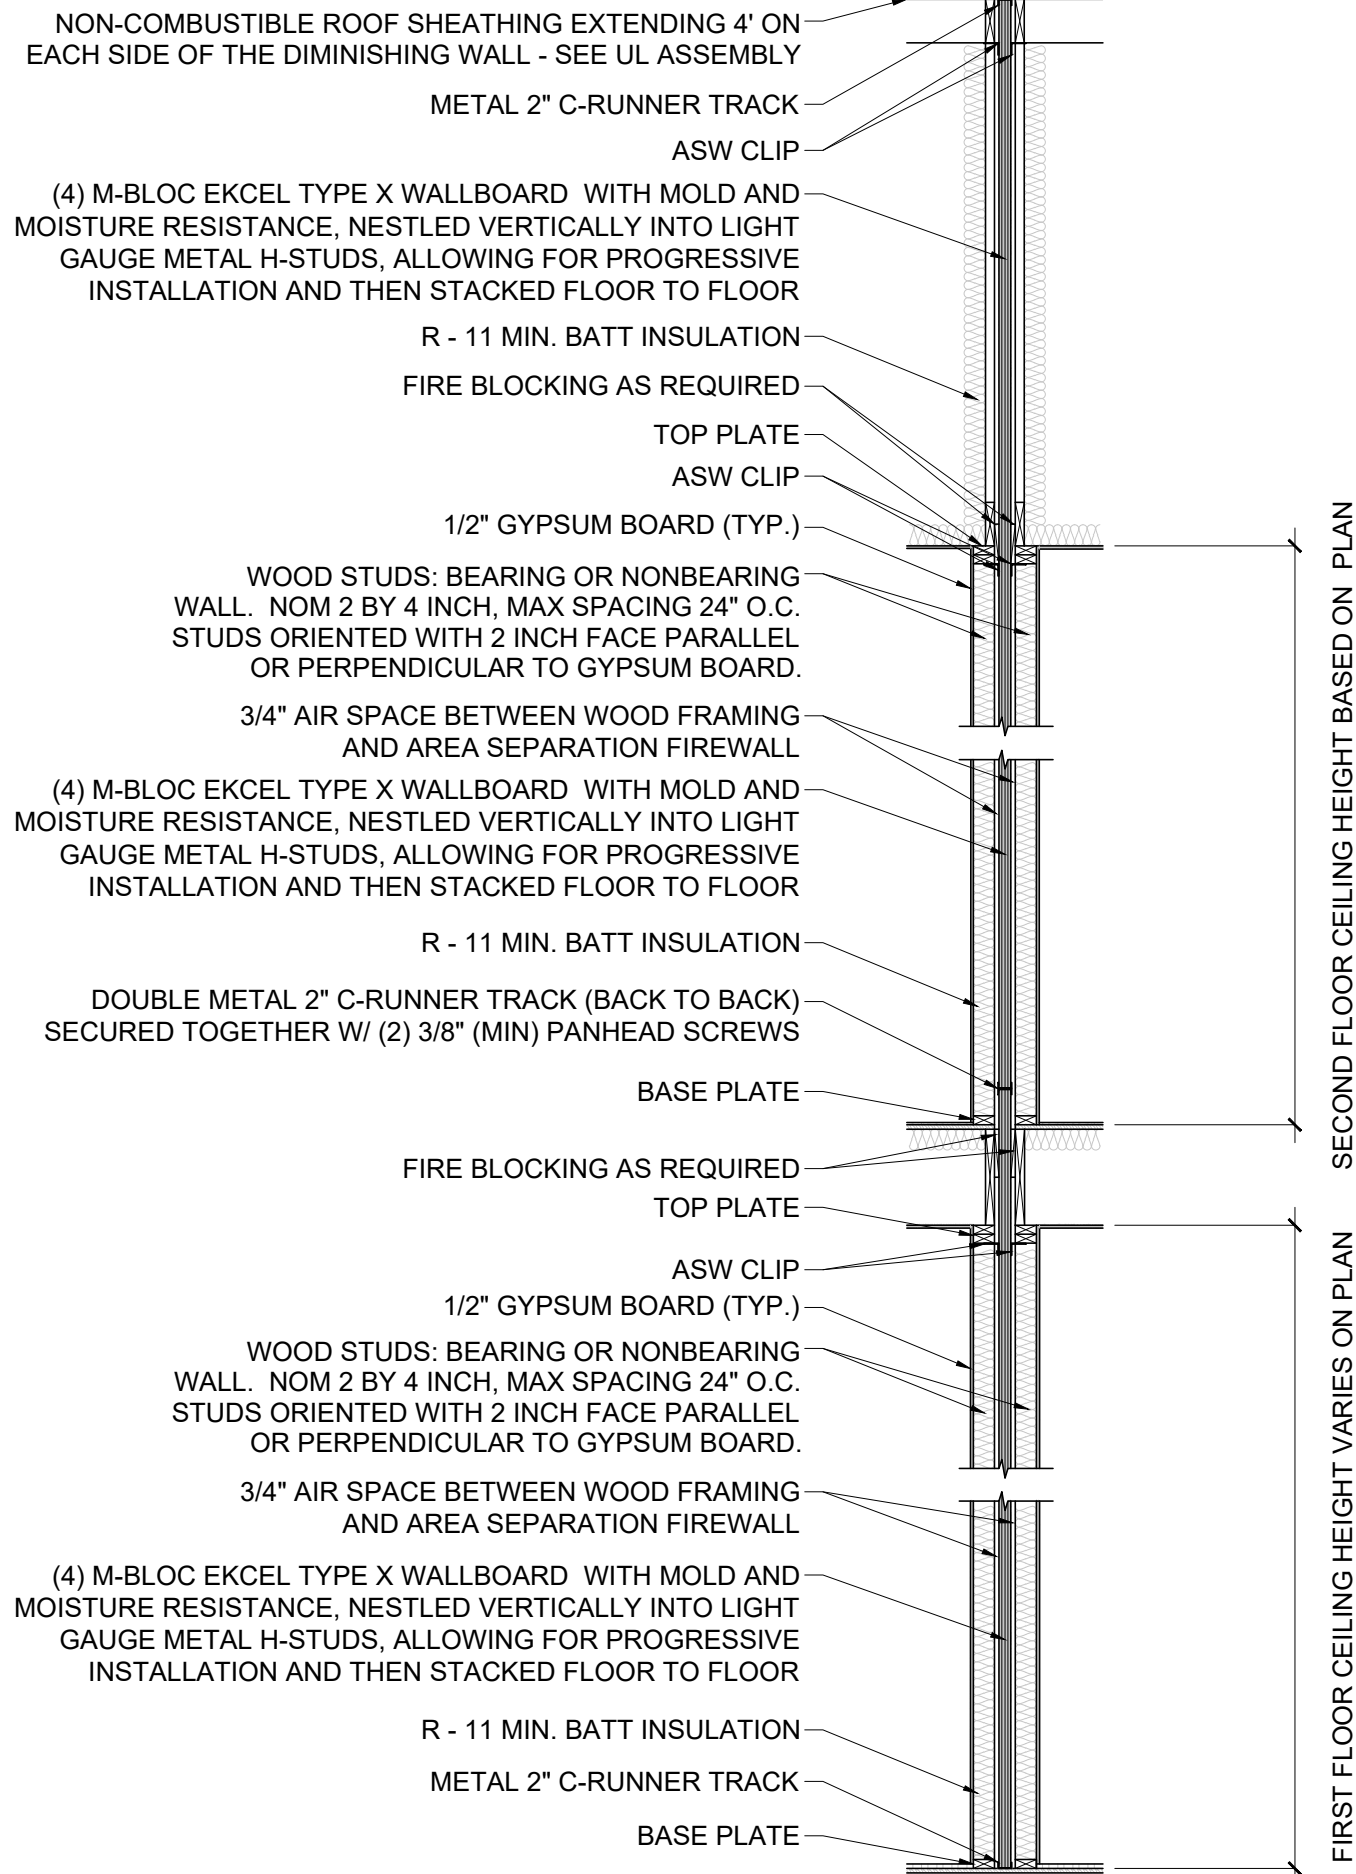 NON-COMBUSTIBLE ROOF SHEATHING EXTENDING 4' ON
EACH SIDE OF THE DIMINISHING WALL - SEE UL ASSEMBLY
METAL 2" C-RUNNER TRACK
ASW CLIP
(4) M-BLOC EKCEL TYPE X WALLBOARD WITH MOLD AND
MOISTURE RESISTANCE, NESTLED VERTICALLY INTO LIGHT
GAUGE METAL H-STUDS, ALLOWING FOR PROGRESSIVE
INSTALLATION AND THEN STACKED FLOOR TO FLOOR
R - 11 MIN. BATT INSULATION
FIRE BLOCKING AS REQUIRED
TOP PLATE
ASW CLIP
1/2" GYPSUM BOARD (TYP.)
WOOD STUDS: BEARING OR NONBEARING
WALL. NOM 2 BY 4 INCH, MAX SPACING 24" O.C.
STUDS ORIENTED WITH 2 INCH FACE PARALLEL
OR PERPENDICULAR TO GYPSUM BOARD.
3/4" AIR SPACE BETWEEN WOOD FRAMING
AND AREA SEPARATION FIREWALL
(4) M-BLOC EKCEL TYPE X WALLBOARD WITH MOLD AND
MOISTURE RESISTANCE, NESTLED VERTICALLY INTO LIGHT
GAUGE METAL H-STUDS, ALLOWING FOR PROGRESSIVE
INSTALLATION AND THEN STACKED FLOOR TO FLOOR
R - 11 MIN. BATT INSULATION
DOUBLE METAL 2" C-RUNNER TRACK (BACK TO BACK)
SECURED TOGETHER W/ (2) 3/8" (MIN) PANHEAD SCREWS
BASE PLATE
FIRE BLOCKING AS REQUIRED
TOP PLATE
ASW CLIP
1/2" GYPSUM BOARD (TYP.)
WOOD STUDS: BEARING OR NONBEARING
WALL. NOM 2 BY 4 INCH, MAX SPACING 24" O.C.
STUDS ORIENTED WITH 2 INCH FACE PARALLEL
OR PERPENDICULAR TO GYPSUM BOARD.
3/4" AIR SPACE BETWEEN WOOD FRAMING
AND AREA SEPARATION FIREWALL
(4) M-BLOC EKCEL TYPE X WALLBOARD WITH MOLD AND
MOISTURE RESISTANCE, NESTLED VERTICALLY INTO LIGHT
GAUGE METAL H-STUDS, ALLOWING FOR PROGRESSIVE
INSTALLATION AND THEN STACKED FLOOR TO FLOOR
R - 11 MIN. BATT INSULATION
METAL 2" C-RUNNER TRACK
BASE PLATE
SECOND FLOOR CEILING HEIGHT BASED ON PLAN
FIRST FLOOR CEILING HEIGHT VARIES ON PLAN